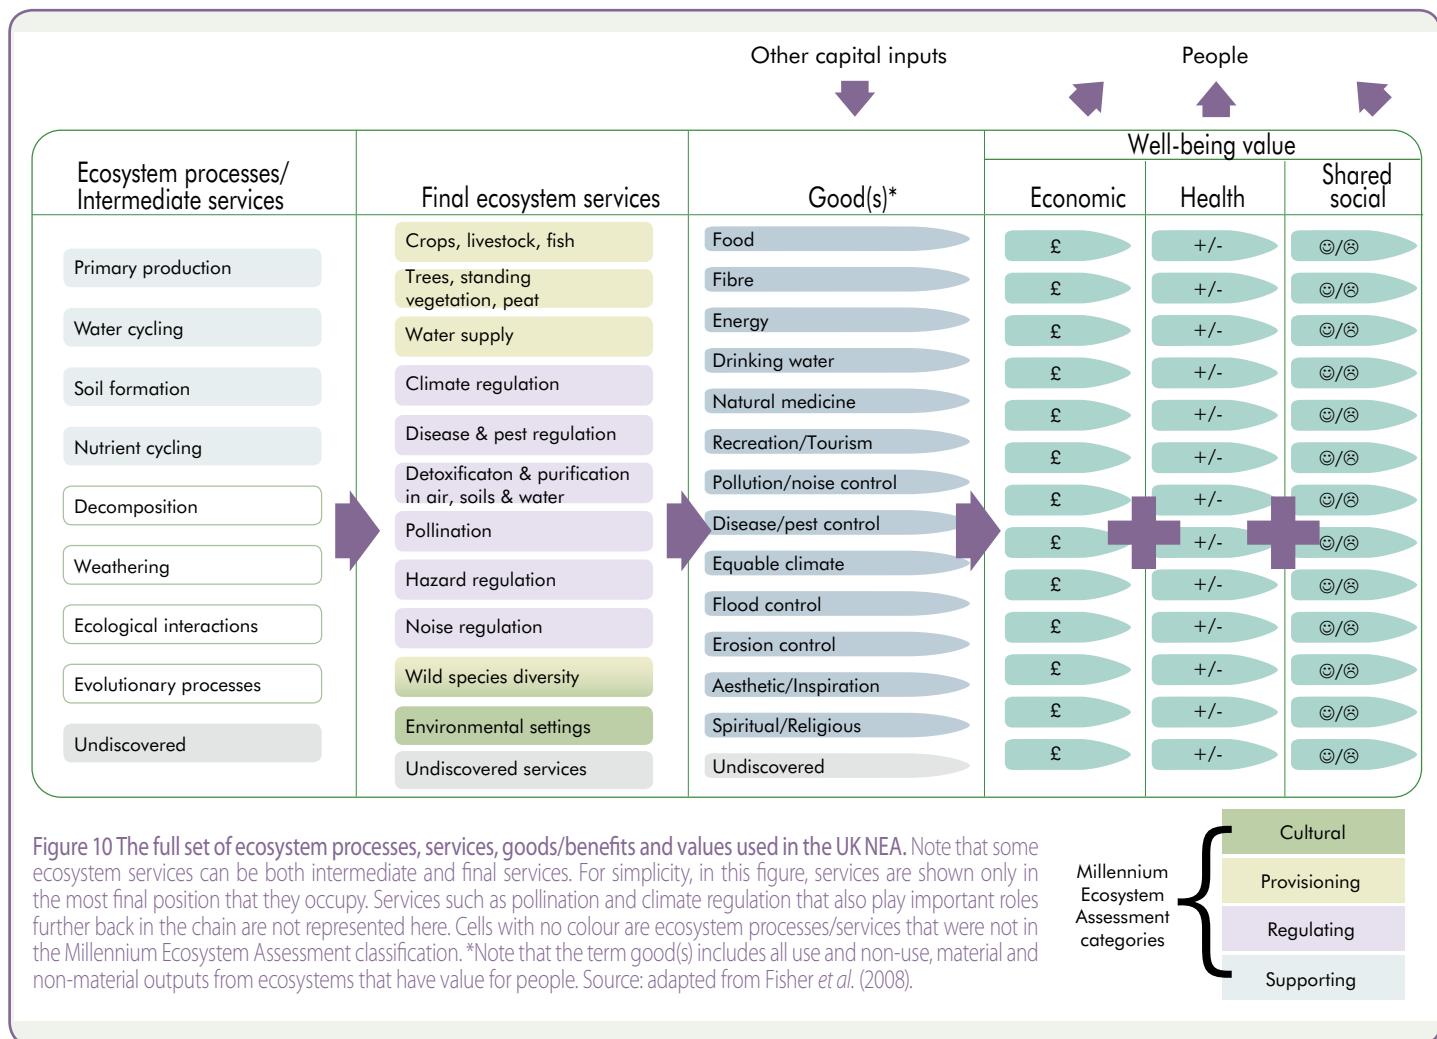 Other capital inputs
People
Well-being value
Ecosystem processes/
Intermediate services
Final ecosystem services
Good(s)*
Economic
Health
Shared
social
Primary production
Water cycling
Soil formation
Nutrient cycling
Decomposition
Weathering
Ecological interactions
Evolutionary processes
Undiscovered
Crops, livestock, fish
Trees, standing
vegetation, peat
Water supply
Climate regulation
Disease & pest regulation
Detoxificaton & purification
in air, soils & water
Pollination
Hazard regulation
Noise regulation
Wild species diversity
Environmental settings
Undiscovered services
Food
Fibre
Energy
Drinking water
Natural medicine
Recreation/Tourism
Pollution/noise control
Disease/pest control
Equable climate
Flood control
Erosion control
Aesthetic/Inspiration
Spiritual/Religious
Undiscovered
£ +/- ☺/☹
£ +/- ☺/☹
£ +/- ☺/☹
£ +/- ☺/☹
£ +/- ☺/☹
£ +/- ☺/☹
£ +/- ☺/☹
£ +/- ☺/☹
£ +/- ☺/☹
£ +/- ☺/☹
£ +/- ☺/☹
£ +/- ☺/☹
£ +/- ☺/☹
Figure 10 The full set of ecosystem processes, services, goods/benefits and values used in the UK NEA. Note that some
ecosystem services can be both intermediate and final services. For simplicity, in this figure, services are shown only in
the most final position that they occupy. Services such as pollination and climate regulation that also play important roles
further back in the chain are not represented here. Cells with no colour are ecosystem processes/services that were not in
the Millennium Ecosystem Assessment classification. *Note that the term good(s) includes all use and non-use, material and
non-material outputs from ecosystems that have value for people. Source: adapted from Fisher et al. (2008).
Millennium
Ecosystem
Assessment
categories
Cultural
Provisioning
Regulating
Supporting